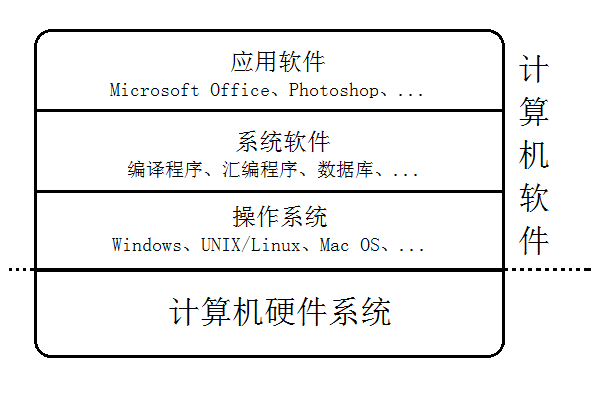 应用软件
Microsoft Office、Photoshop、...
系统软件
编译程序、汇编程序、数据库、...
操作系统
Windows、UNIX/Linux、Mac OS、...
计算机硬件系统
计算机软件